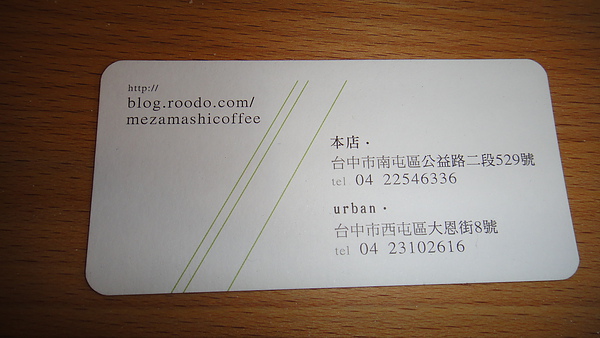 http://
blog.roodo.com/
mezamashicoffee
本店·
台中市南屯區公益路二段529號
tel 04 22546336
urban·
台中市西屯區大恩街8號
tel 04 23102616